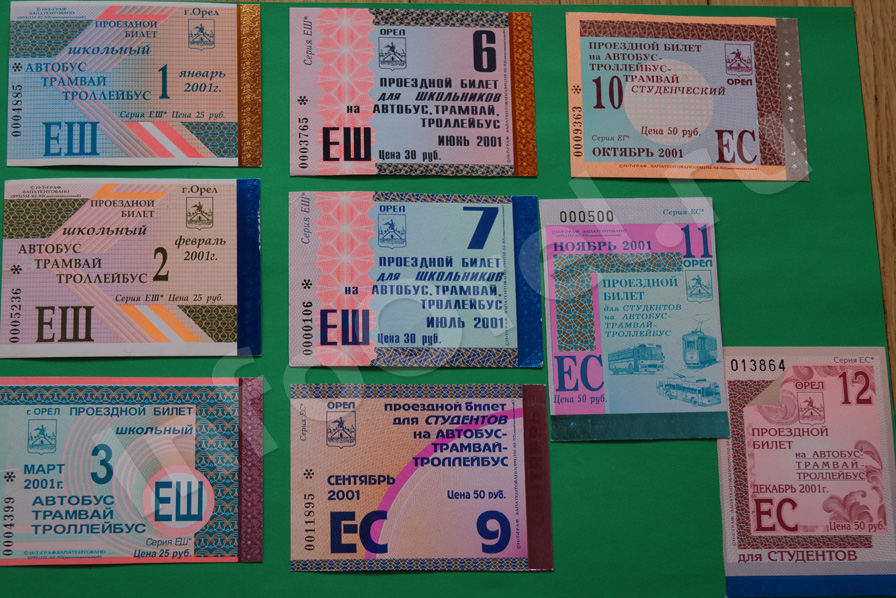 г.Орел
ПРОЕЗДНОЙ
БИЛЕТ
школьный
АВТОБУС
ТРАМВАЙ
ТРОЛЛЕЙБУС
1
январь
2001г.
Серия ЕШ* Цена 25 руб.
ЕШ
0004885 *
г.Орел
ПРОЕЗДНОЙ
БИЛЕТ
школьный
АВТОБУС
ТРАМВАЙ
ТРОЛЛЕЙБУС
2
февраль
2001г.
Серия ЕШ* Цена 25 руб.
ЕШ
0005236 *
г. ОРЕЛ ПРОЕЗДНОЙ БИЛЕТ
школьный
МАРТ
2001г.
3
АВТОБУС
ТРАМВАЙ
ТРОЛЛЕЙБУС
ЕШ
Серия ЕШ*
Цена 25 руб.
0004399 *
Серия ЕШ*
ОРЕЛ
6
ПРОЕЗДНОЙ БИЛЕТ
для ШКОЛЬНИКОВ
на АВТОБУС, ТРАМВАЙ,
ТРОЛЛЕЙБУС
ИЮНЬ 2001
ЕШ
Цена 30 руб.
0003765 *
Серия ЕШ*
ОРЕЛ
7
ПРОЕЗДНОЙ БИЛЕТ
для ШКОЛЬНИКОВ
на АВТОБУС, ТРАМВАЙ,
ТРОЛЛЕЙБУС
ИЮЛЬ 2001
ЕШ
Цена 30 руб.
0000106 *
Серия ЕС*
ОРЕЛ
проездной билет
для СТУДЕНТОВ
на АВТОБУС-
ТРАМВАЙ-
ТРОЛЛЕЙБУС
СЕНТЯБРЬ
2001
Цена 50 руб.
ЕС
9
0011895 *
ПРОЕЗДНОЙ БИЛЕТ
на АВТОБУС-
ТРОЛЛЕЙБУС-
ТРАМВАЙ
СТУДЕНЧЕСКИЙ
ОРЕЛ
10
Цена 50 руб.
ОКТЯБРЬ 2001
ЕС
0009363 *
000500
Серия ЕС*
НОЯБРЬ 2001
11
ОРЕЛ
ПРОЕЗДНОЙ
БИЛЕТ
для СТУДЕНТОВ
на АВТОБУС-
ТРАМВАЙ-
ТРОЛЛЕЙБУС
ЕС
Цена 50 руб.
013864
Серия ЕС*
ОРЕЛ
12
ПРОЕЗДНОЙ
БИЛЕТ
на АВТОБУС-
ТРАМВАЙ-
ТРОЛЛЕЙБУС
ДЕКАБРЬ 2001г.
ЕС
Цена 50 руб.
для СТУДЕНТОВ